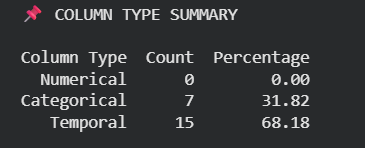 📌 COLUMN TYPE SUMMARY
Column Type Count Percentage
Numerical 0 0.00
Categorical 7 31.82
Temporal 15 68.18